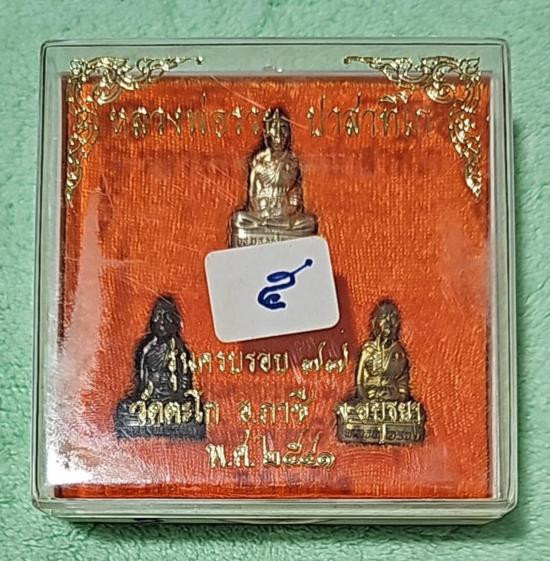 หลวงพ่อรวย ปาสาทิโก
๕
รุ่นครบรอบ ๗๗
วัดตะโก อ.ภาชี จ.อยุธยา
พ.ศ.๒๕๔๑